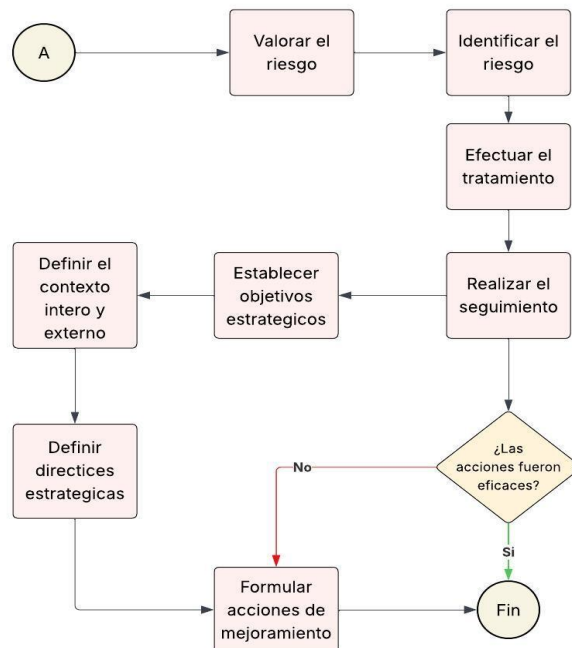 A
Valorar el
riesgo
Identificar el
riesgo
Efectuar el
tratamiento
Definir el
contexto
intero y
externo
Establecer
objetivos
estrategicos
Realizar el
seguimiento
Definir
directices
estrategicas
¿Las
acciones fueron
eficaces?
No
Si
Formular
acciones de
mejoramiento
Fin